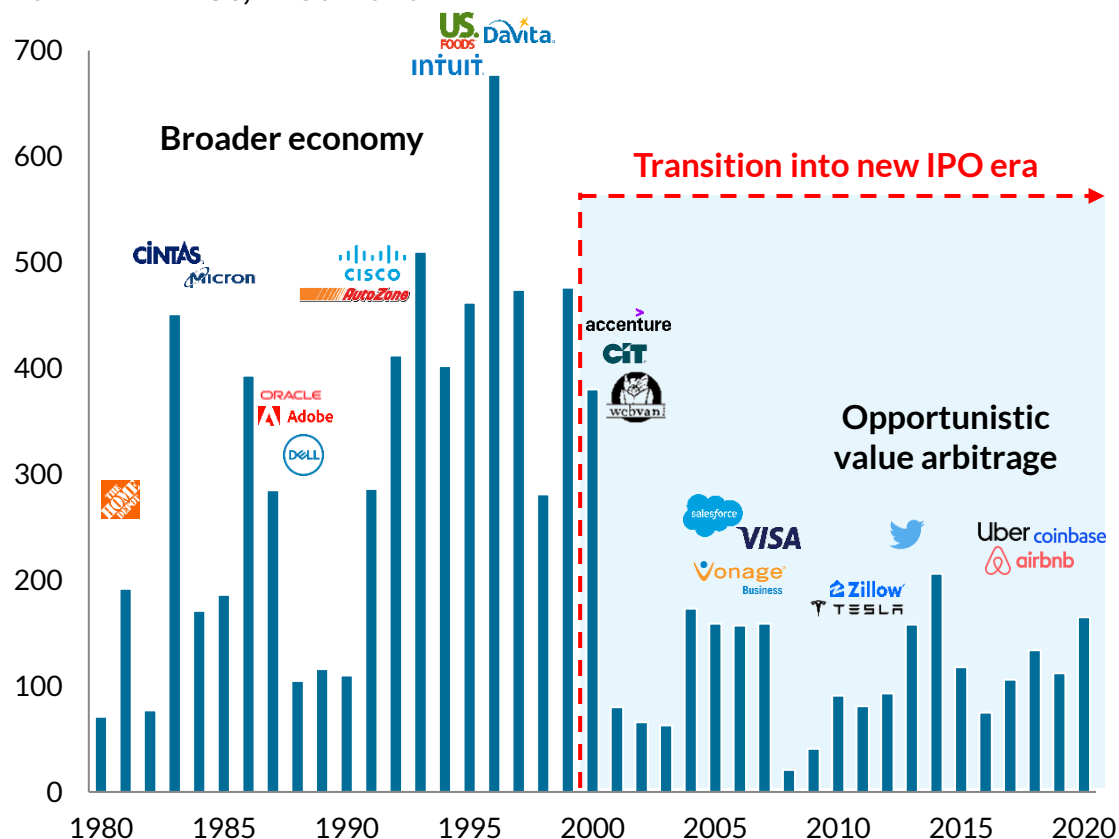 US.
FOODS
DaVita.
intuit
700
Broader economy
600
Transition into new IPO era
500
CINTAS
Micron
CISCO
AutoZone
accenture
CIT
webvan
400
ORACLE
Adobe
DELL
Opportunistic
value arbitrage
300
THE
HOME
DEPOT
salesforce
VISA
Vonage
Business
Uber
coinbase
airbnb
200
Zillow
TESLA
100
0
1980
1985
1990
1995
2000
2005
2010
2015
2020